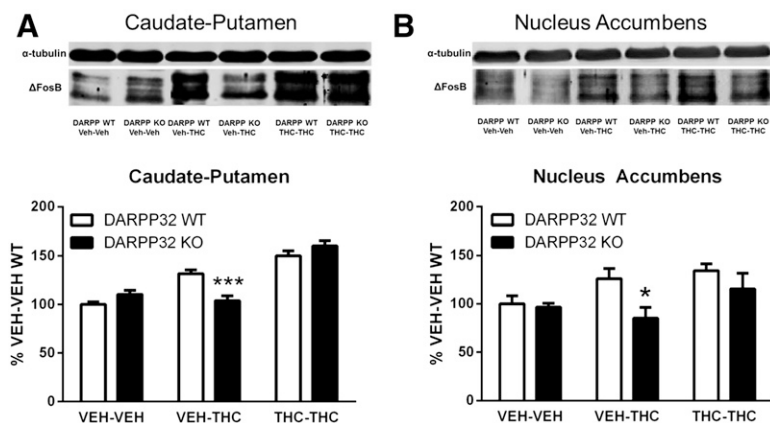 A
Caudate-Putamen
α-tubulin
ΔFosB
DARPP WT DARPP KO DARPP WT DARPP KO DARPP WT DARPP KO
Veh-Veh Veh-Veh Veh-THC Veh-THC THC-THC THC-THC
Caudate-Putamen
% VEH-VEH WT
200
150
100
50
0
DARPP32 WT
DARPP32 KO
***
VEH-VEH VEH-THC THC-THC
B
Nucleus Accumbens
α-tubulin
ΔFosB
DARPP WT DARPP KO DARPP WT DARPP KO DARPP WT DARPP KO
Veh-Veh Veh-Veh Veh-THC Veh-THC THC-THC THC-THC
Nucleus Accumbens
% VEH-VEH WT
200
150
100
50
0
DARPP32 WT
DARPP32 KO
*
VEH-VEH VEH-THC THC-THC